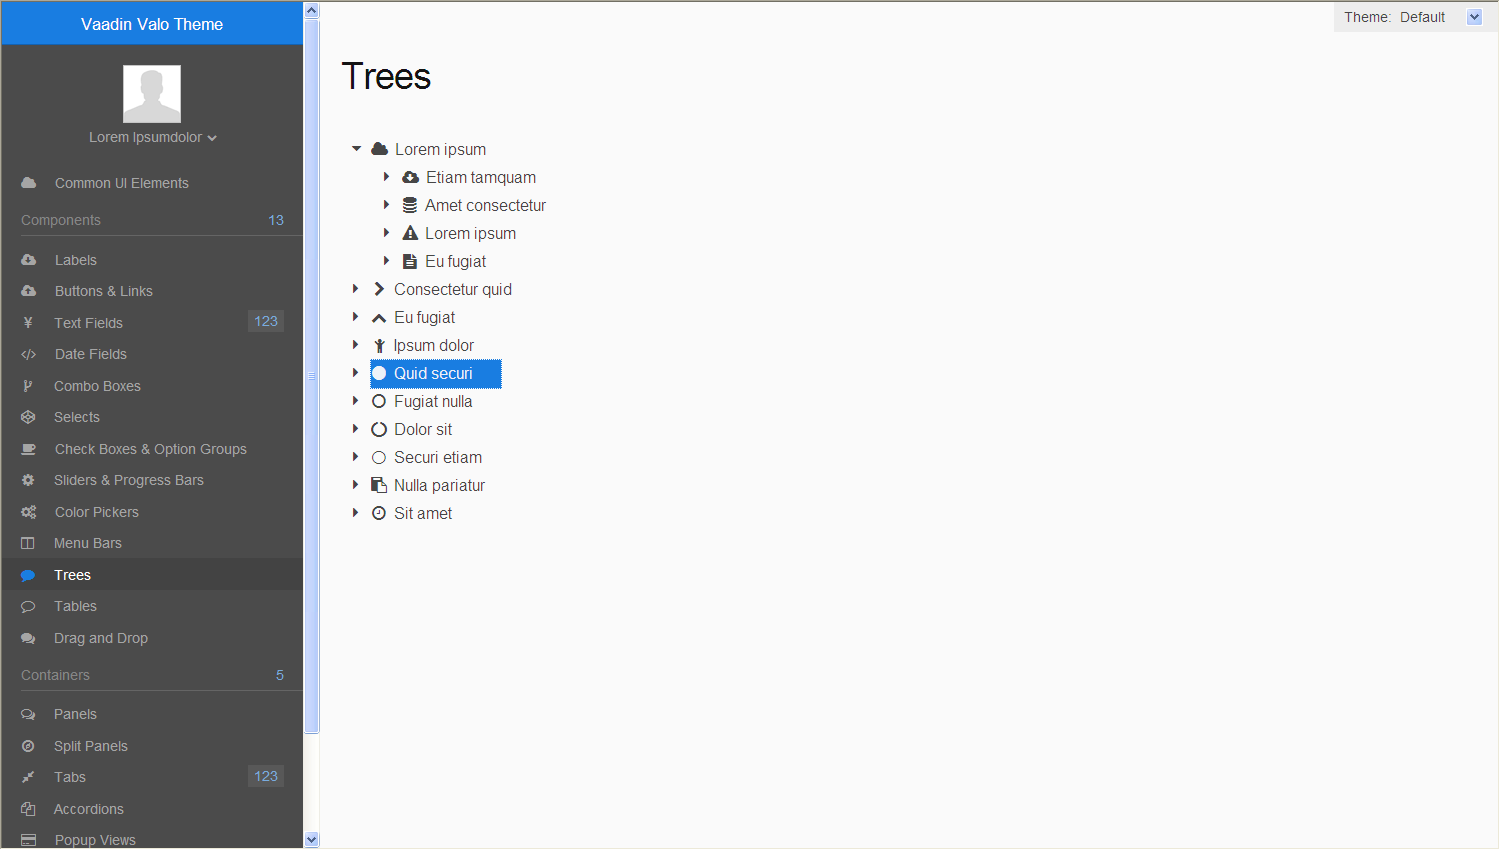 Vaadin Valo Theme
Lorem Ipsumdolor
Common UI Elements
Components 13
Labels
Buttons & Links
Text Fields 123
Date Fields
Combo Boxes
Selects
Check Boxes & Option Groups
Sliders & Progress Bars
Color Pickers
Menu Bars
Trees
Tables
Drag and Drop
Containers 5
Panels
Split Panels
Tabs 123
Accordions
Popup Views
Theme: Default
Trees
Lorem ipsum
Etiam tamquam
Amet consectetur
Lorem ipsum
Eu fugiat
Consectetur quid
Eu fugiat
Ipsum dolor
Quid securi
Fugiat nulla
Dolor sit
Securi etiam
Nulla pariatur
Sit amet